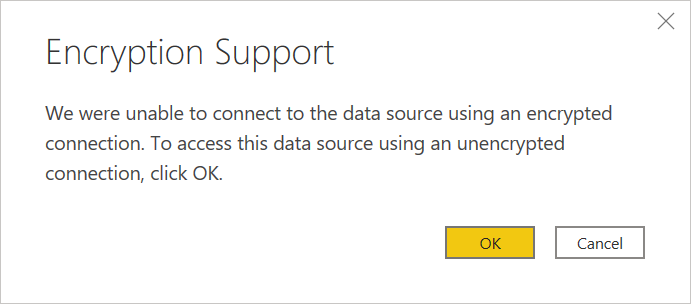 Encryption Support
We were unable to connect to the data source using an encrypted
connection. To access this data source using an unencrypted
connection, click OK.
OK
Cancel